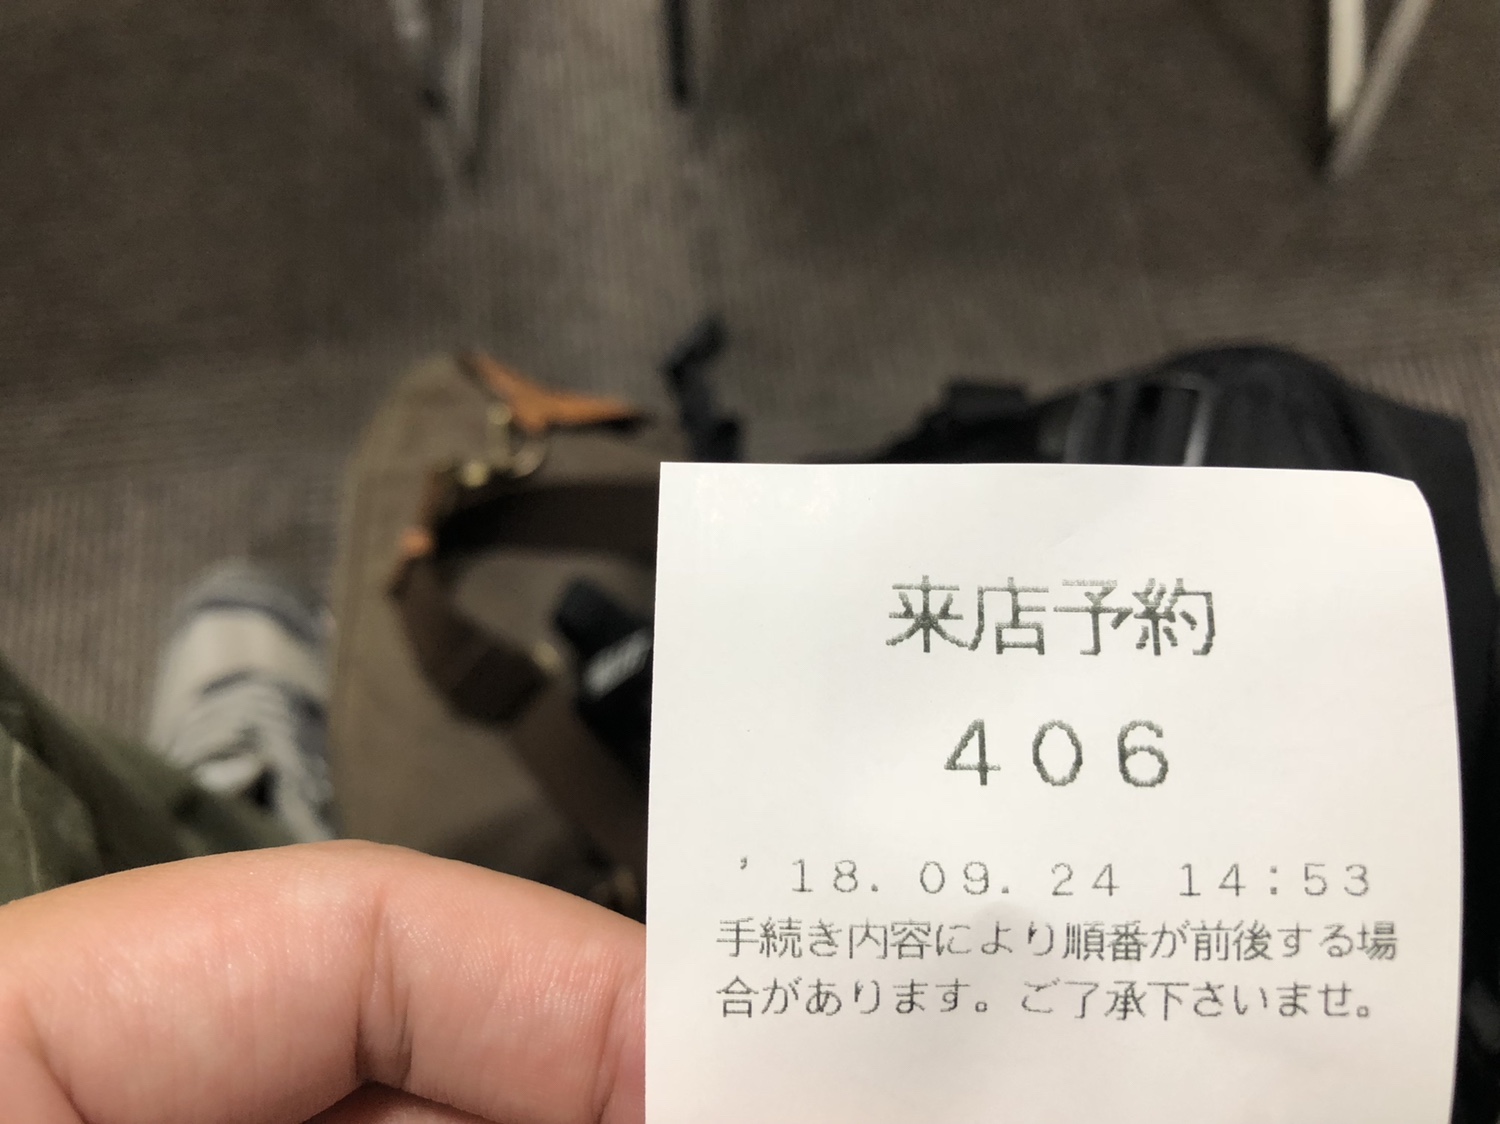 来店予約
406
'18.09.24 14:53
手続き内容により順番が前後する場
合があります。ご了承下さいませ。